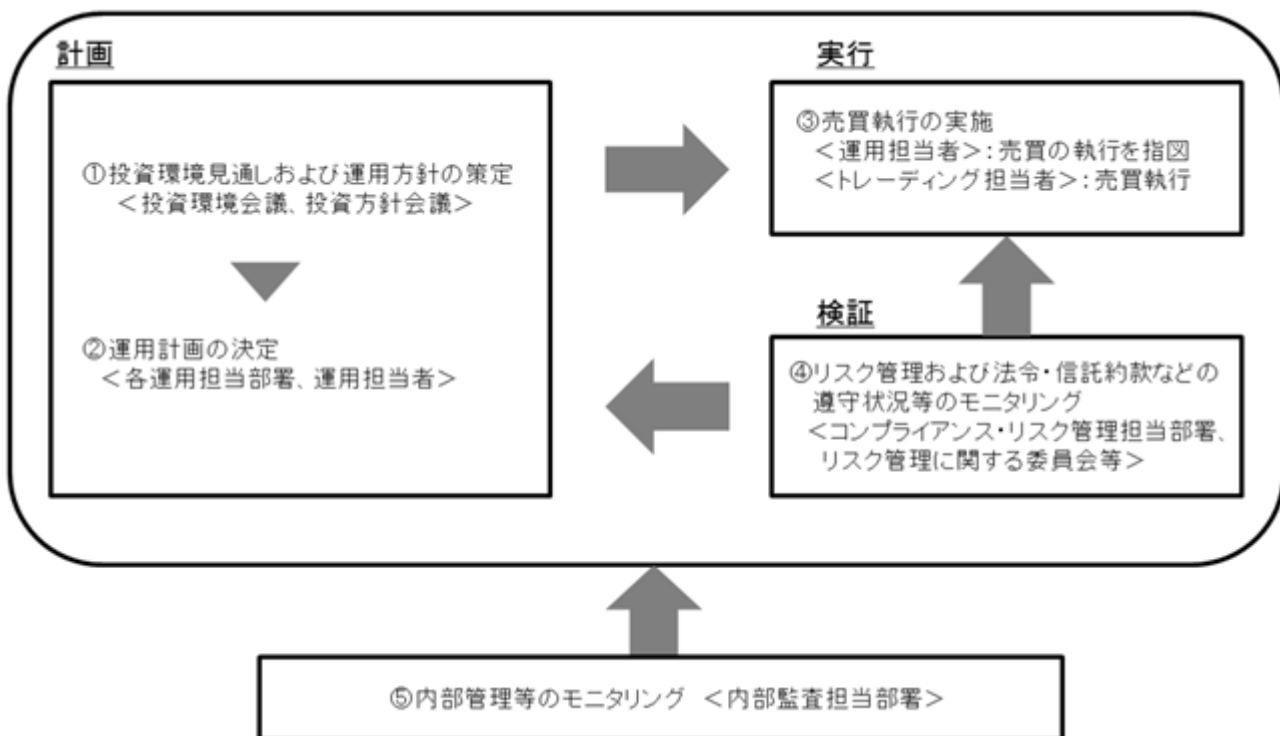 計画
①投資環境見通しおよび運用方針の策定
＜投資環境会議、投資方針会議＞
②運用計画の決定
＜各運用担当部署、運用担当者＞
実行
③売買執行の実施
＜運用担当者＞：売買の執行を指図
＜トレーディング担当者＞：売買執行
検証
④リスク管理および法令・信託約款などの
遵守状況等のモニタリング
＜コンプライアンス・リスク管理担当部署、
リスク管理に関する委員会等＞
⑤内部管理等のモニタリング ＜内部監査担当部署＞